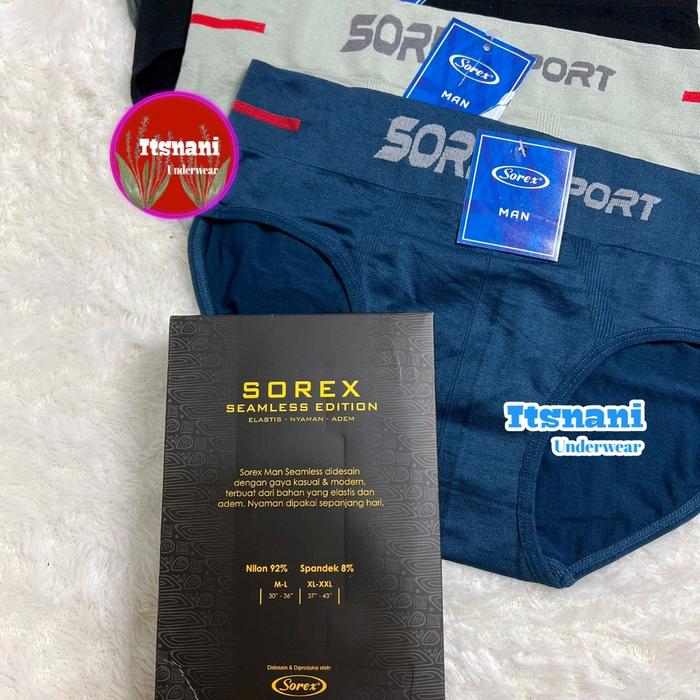 SOREX SPORT
Sorex
MAN
SOREX SPORT
Sorex
MAN
Itsnani
Underwear
SOREX
SEAMLESS EDITION
ELASTIS - NYAMAN - ADEM
Sorex Man Seamless didesain
dengan gaya kasual & modern,
terbuat dari bahan yang elastis dan
adem. Nyaman dipakai sepanjang hari.
Nilon 92% Spandek 8%
M-L XL-XXL
30" - 36" 37" - 43"
Didesain & Diproduksi oleh:
Sorex
Itsnani
Underwear